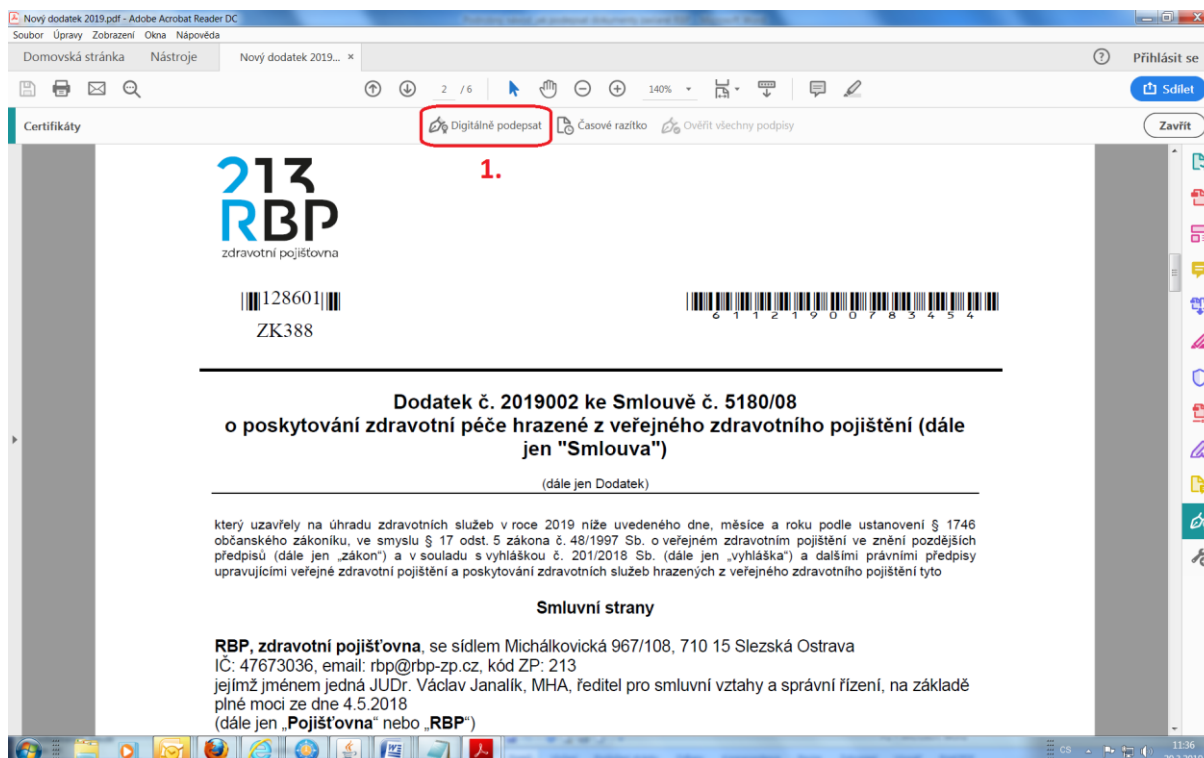 Nový dodatek 2019.pdf - Adobe Acrobat Reader DC
Soubor Úpravy Zobrazení Okna Nápověda
Domovská stránka Nástroje Nový dodatek 2019... × ? Přihlásit se
2 / 6 140% Sdílet
Certifikáty Digitálně podepsat Časové razítko Ověřit všechny podpisy Zavřít
1.
213
RBP
zdravotní pojišťovna
128601
ZK388
6 1 1 2 1 9 0 0 7 8 3 4 5 4
Dodatek č. 2019002 ke Smlouvě č. 5180/08
o poskytování zdravotní péče hrazené z veřejného zdravotního pojištění (dále
jen "Smlouva")
(dále jen Dodatek)
který uzavřely na úhradu zdravotních služeb v roce 2019 níže uvedeného dne, měsíce a roku podle ustanovení § 1746
občanského zákoníku, ve smyslu § 17 odst. 5 zákona č. 48/1997 Sb. o veřejném zdravotním pojištění ve znění pozdějších
předpisů (dále jen „zákon") a v souladu s vyhláškou č. 201/2018 Sb. (dále jen „vyhláška") a dalšími právními předpisy
upravujícími veřejné zdravotní pojištění a poskytování zdravotních služeb hrazených z veřejného zdravotního pojištění tyto
Smluvní strany
RBP, zdravotní pojišťovna, se sídlem Michálkovická 967/108, 710 15 Slezská Ostrava
IČ: 47673036, email: rbp@rbp-zp.cz, kód ZP: 213
jejímž jménem jedná JUDr. Václav Janalík, MHA, ředitel pro smluvní vztahy a správní řízení, na základě
plné moci ze dne 4.5.2018
(dále jen „Pojišťovna" nebo „RBP")
CS 11:36